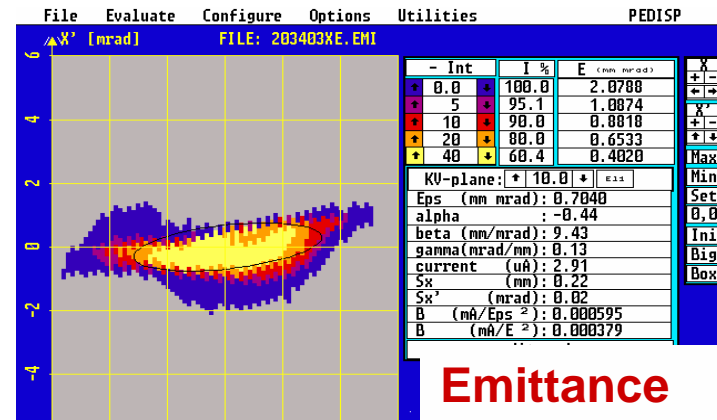 File Evaluate Configure Options Utilities PEDISP
X' [mrad] FILE: 203403XE.EMI
6
4
2
0
-2
-4
- Int I % E (mm mrad)
0.0 100.0 2.0788
5 95.1 1.0874
10 90.0 0.8818
20 80.0 0.6533
40 60.4 0.4020
KV-plane: 10.0 Ell
Eps (mm mrad): 0.7040
alpha : -0.44
beta (mm/mrad): 9.43
gamma(mrad/mm): 0.13
current (uA): 2.91
Sx (mm): 0.22
Sx' (mrad): 0.02
B (mA/Eps ²): 0.000595
B (mA/E ²): 0.000379
X
+ -
X'
+ -
Max
Min
Set
0,0
Ini
Big
Box
Emittance